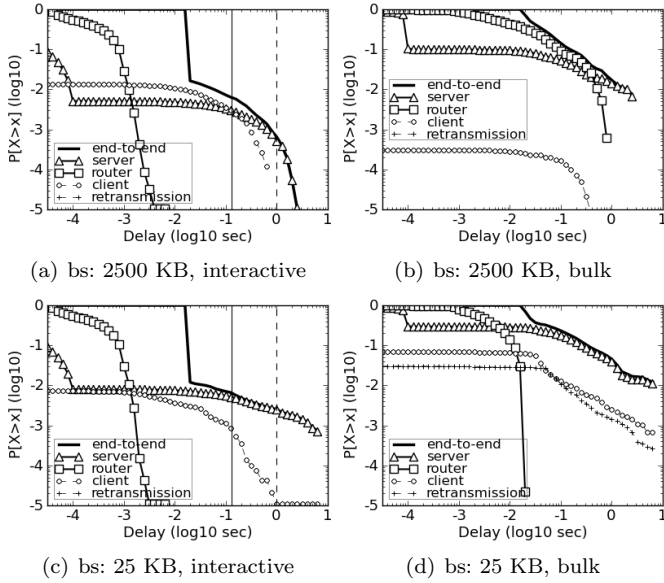 0
-1
-2
-3
-4
-5
P[X>x] (log10)
end-to-end
server
router
client
retransmission
-4 -3 -2 -1 0 1
Delay (log10 sec)
(a) bs: 2500 KB, interactive
0
-1
-2
-3
-4
-5
P[X>x] (log10)
end-to-end
server
router
client
retransmission
-4 -3 -2 -1 0 1
Delay (log10 sec)
(b) bs: 2500 KB, bulk
0
-1
-2
-3
-4
-5
P[X>x] (log10)
end-to-end
server
router
client
retransmission
-4 -3 -2 -1 0 1
Delay (log10 sec)
(c) bs: 25 KB, interactive
0
-1
-2
-3
-4
-5
P[X>x] (log10)
end-to-end
server
router
client
retransmission
-4 -3 -2 -1 0 1
Delay (log10 sec)
(d) bs: 25 KB, bulk